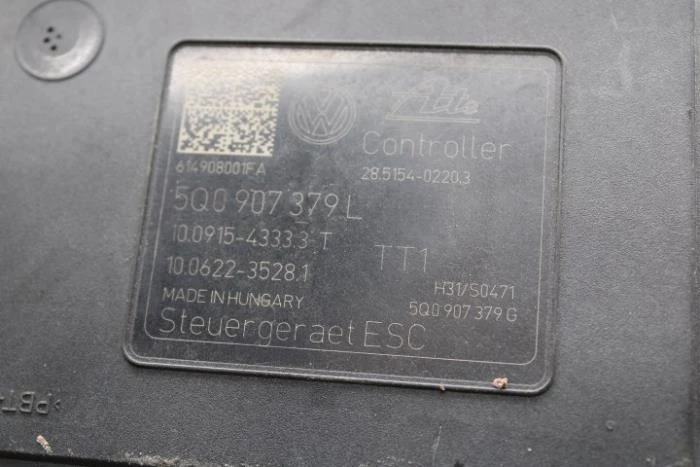 Ate
Controller
614908001FA
28.5154-0220,3
5Q0 907 379 L
10.0915-4333.3 T
10.0622-3528.1
TT1
H31/S0471
MADE IN HUNGARY
5Q0 907 379 G
Steuergeraet ESC
>PBT-